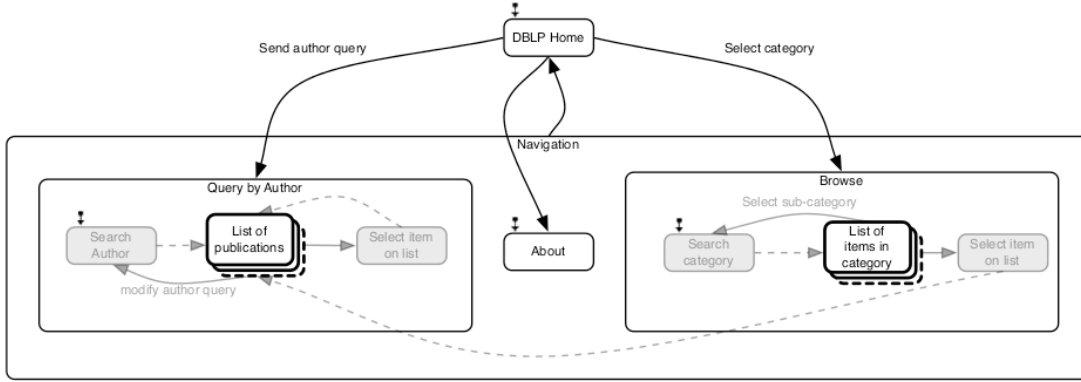 DBLP Home
Send author query
Select category
Navigation
Query by Author
Browse
Search
Author
List of
publications
Select item
on list
modify author query
About
Select sub-category
Search
category
List of
items in
category
Select item
on list